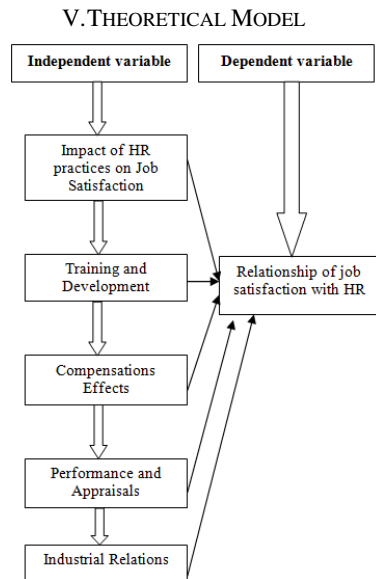 V. THEORETICAL MODEL
Independent variable
Dependent variable
Impact of HR
practices on Job
Satisfaction
Training and
Development
Relationship of job
satisfaction with HR
Compensations
Effects
Performance and
Appraisals
Industrial Relations